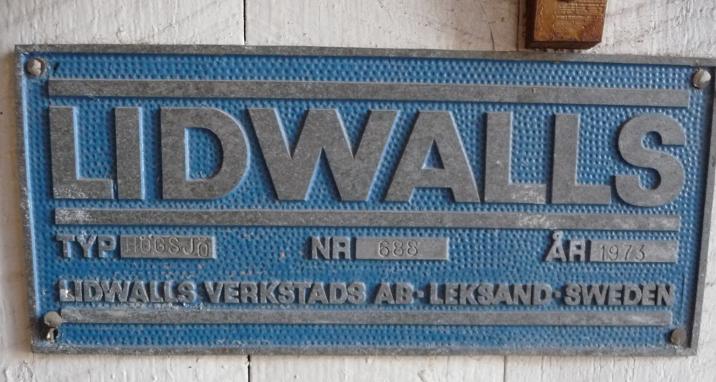 LIDWALLS
TYP HÖGSJÖ NR 688 ÅR 1973
LIDWALLS VERKSTADS AB·LEKSAND·SWEDEN